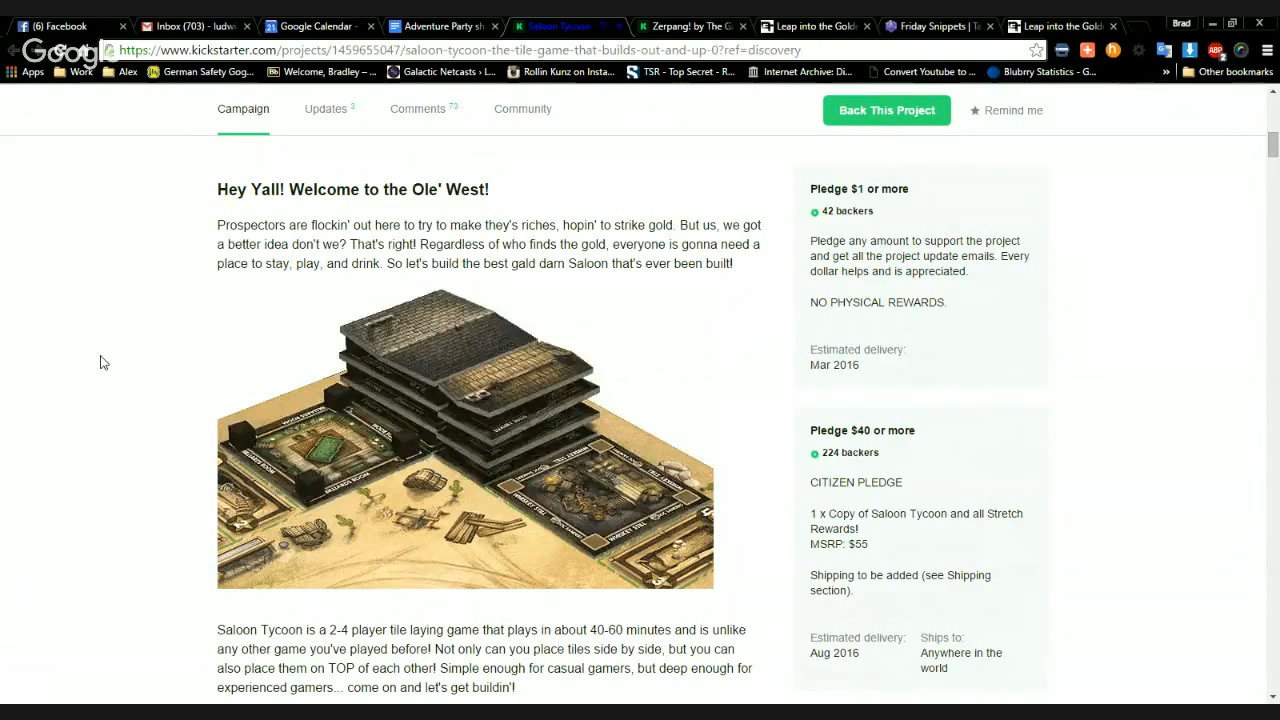 (1) Facebook
Inbox (703) - ludw
Google Calendar -
Adventure Party sh
Saloon Tycoon
Zerpang! by The G
Leap into the Gold
Friday Snippets | Ta
Leap into the Gold
Brad
Google
https://www.kickstarter.com/projects/1459655047/saloon-tycoon-the-tile-game-that-builds-out-and-up-0?ref=discovery
Apps
Work
Alex
German Safety Gog...
Welcome, Bradley -...
Galactic Netcasts › L...
Rollin Kunz on Insta...
TSR - Top Secret - R...
Internet Archive: Di...
Convert Youtube to ...
Blubrry Statistics - G...
»
Other bookmarks
Campaign
Updates 3
Comments 73
Community
Back This Project
Remind me
Hey Yall! Welcome to the Ole' West!
Prospectors are flockin' out here to try to make they's riches, hopin' to strike gold. But us, we got
a better idea don't we? That's right! Regardless of who finds the gold, everyone is gonna need a
place to stay, play, and drink. So let's build the best gald darn Saloon that's ever been built!
BILLIARDS ROOM
Saloon Tycoon is a 2-4 player tile laying game that plays in about 40-60 minutes and is unlike
any other game you've played before! Not only can you place tiles side by side, but you can
also place them on TOP of each other! Simple enough for casual gamers, but deep enough for
experienced gamers... come on and let's get buildin'!
Pledge $1 or more
42 backers
Pledge any amount to support the project
and get all the project update emails. Every
dollar helps and is appreciated.
NO PHYSICAL REWARDS.
Estimated delivery:
Mar 2016
Pledge $40 or more
224 backers
CITIZEN PLEDGE
1 x Copy of Saloon Tycoon and all Stretch
Rewards!
MSRP: $55
Shipping to be added (see Shipping
section).
Estimated delivery:
Aug 2016
Ships to:
Anywhere in the
world